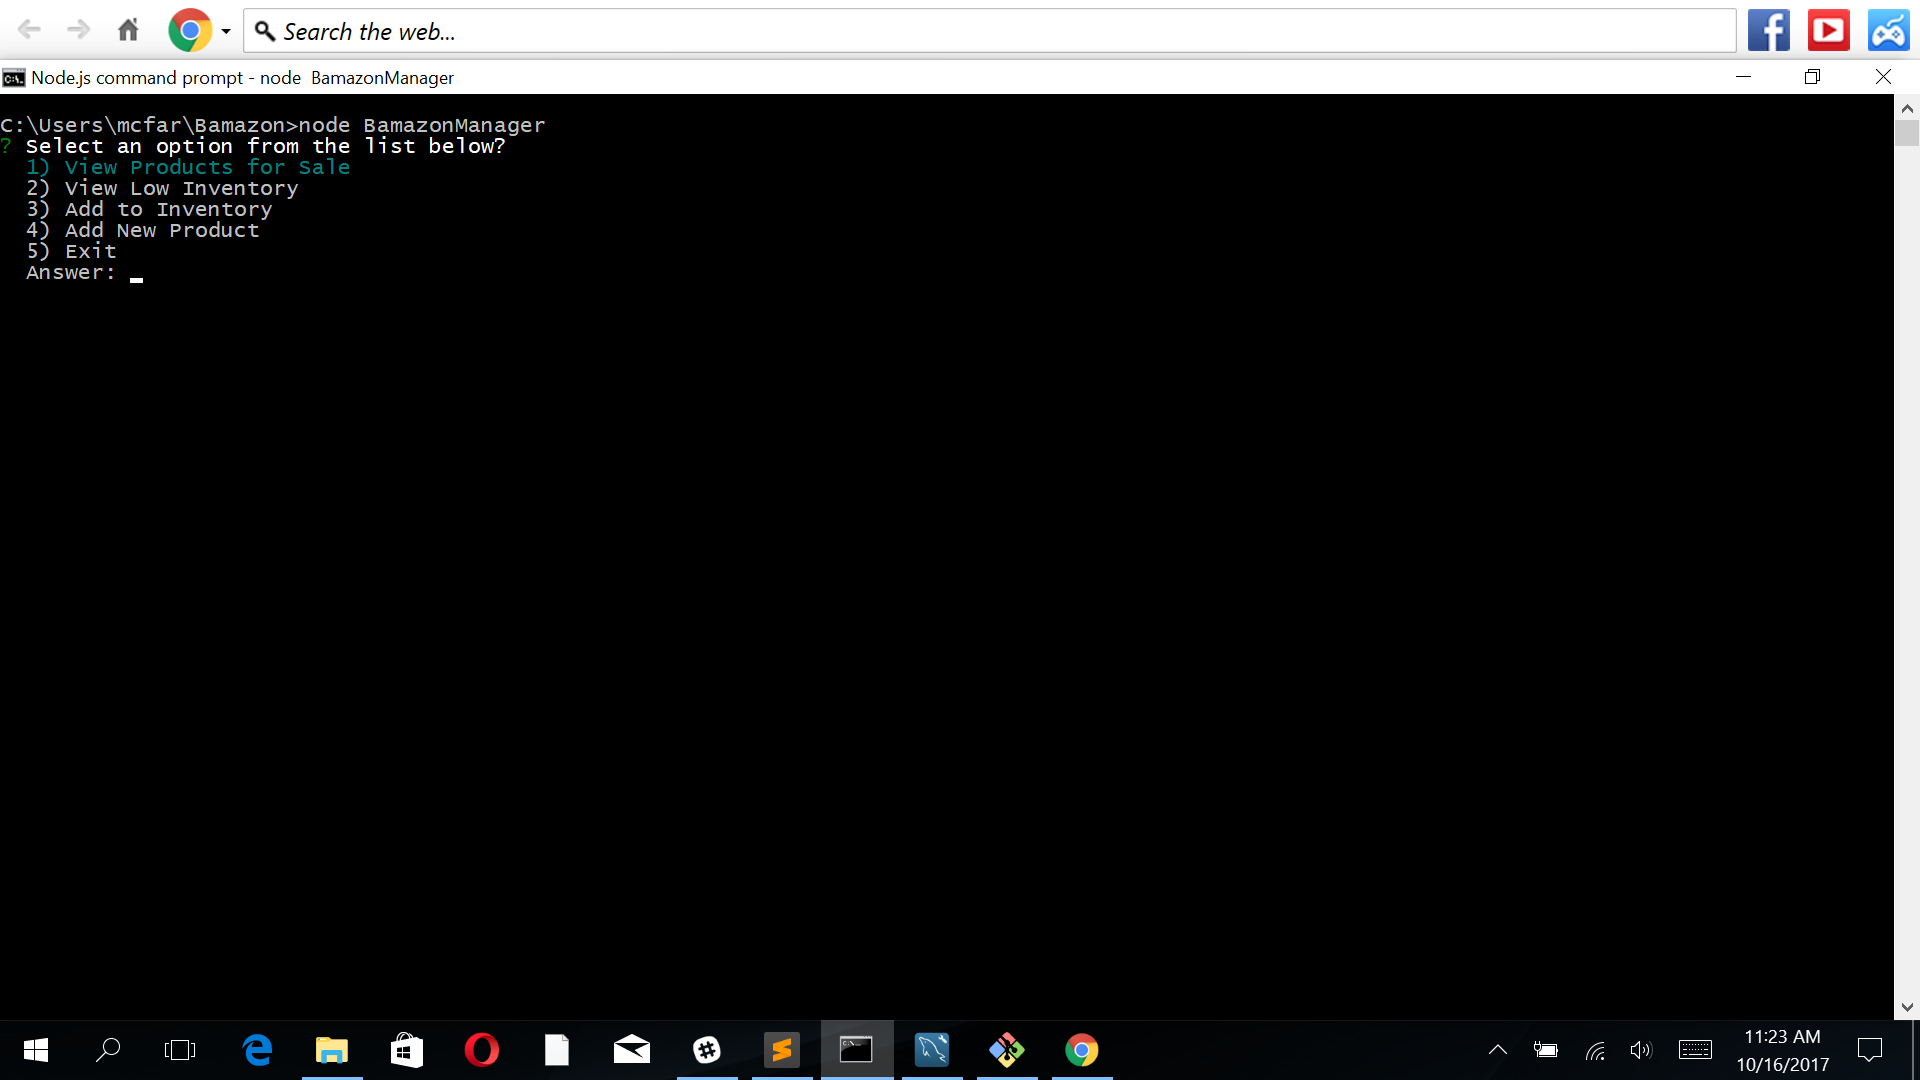 Search the web...
Node.js command prompt - node  BamazonManager
C:\Users\mcfar\Bamazon>node BamazonManager
? Select an option from the list below?
1) View Products for Sale
2) View Low Inventory
3) Add to Inventory
4) Add New Product
5) Exit
Answer:
11:23 AM
10/16/2017